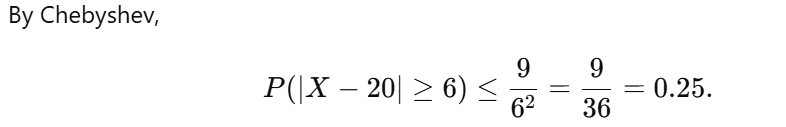 By Chebyshev,
P(|X − 20| ≥ 6) ≤ 9/6² = 9/36 = 0.25.